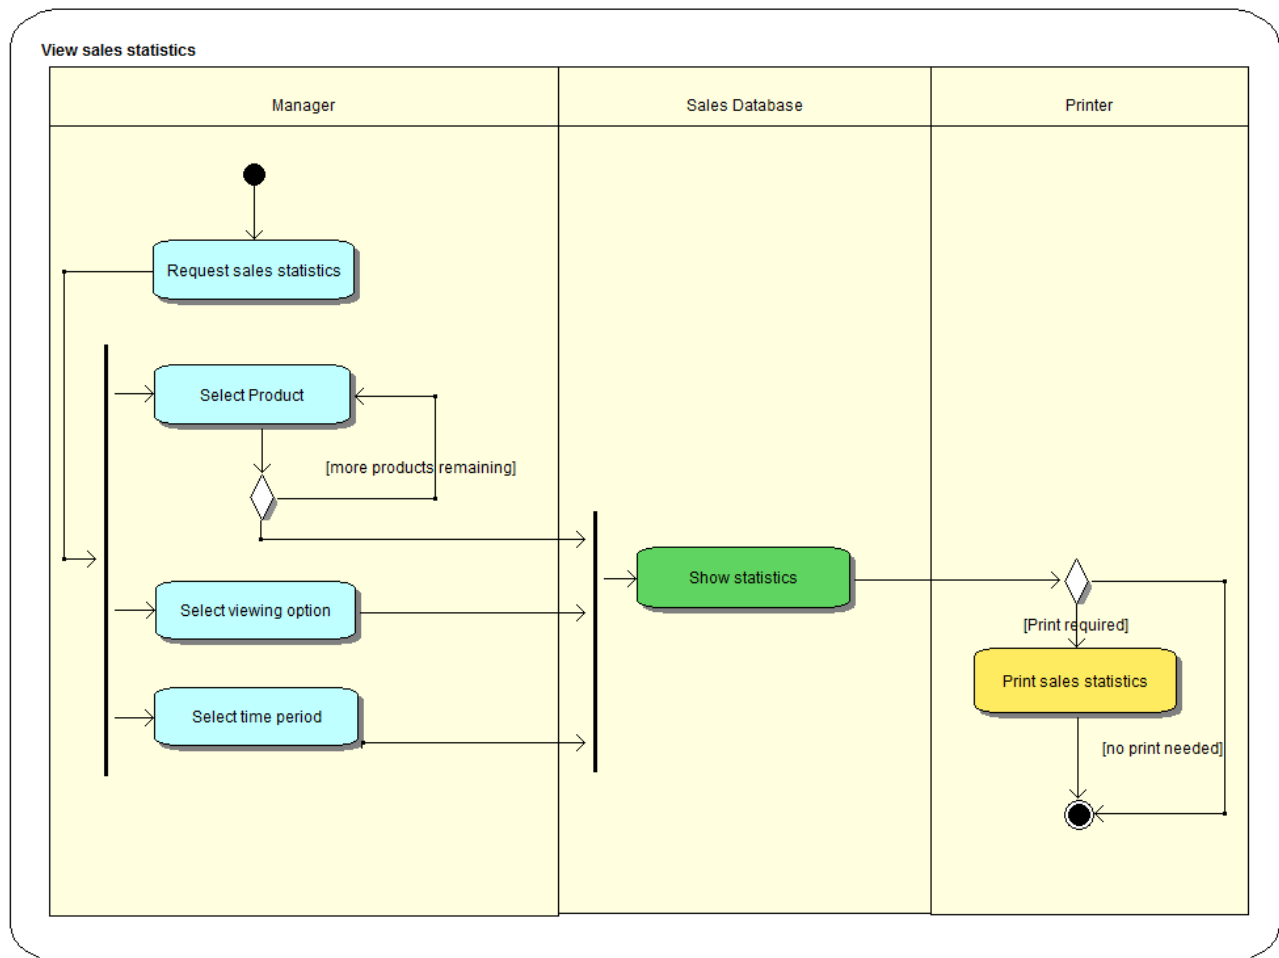 View sales statistics
Manager
Sales Database
Printer
Request sales statistics
Select Product
[more products remaining]
Select viewing option
Select time period
Show statistics
[Print required]
Print sales statistics
[no print needed]